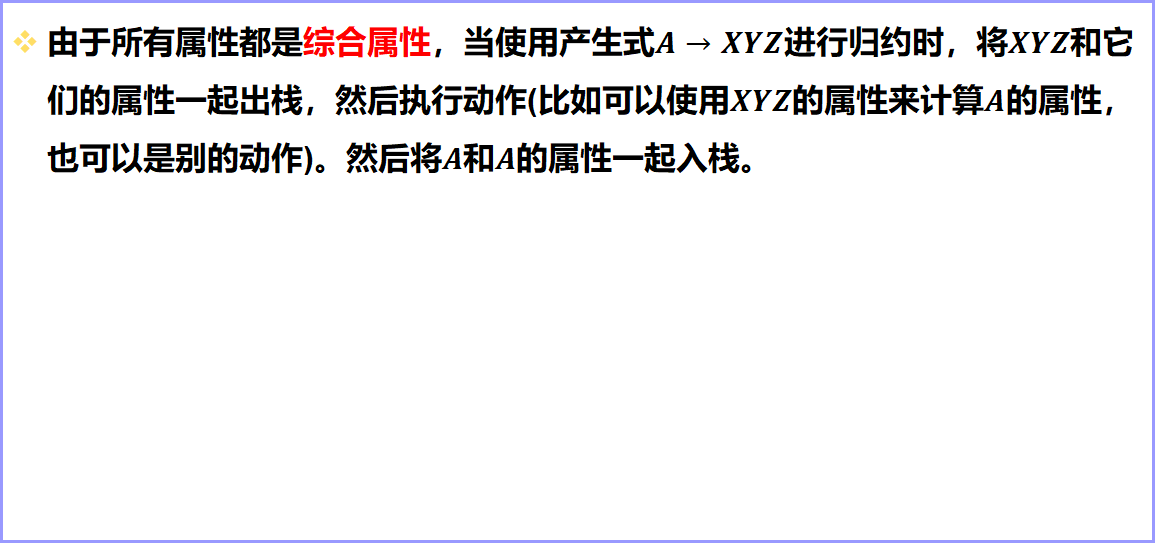 ❖ 由于所有属性都是综合属性，当使用产生式A → XYZ进行归约时，将XYZ和它
们的属性一起出栈，然后执行动作(比如可以使用XYZ的属性来计算A的属性，
也可以是别的动作)。然后将A和A的属性一起入栈。